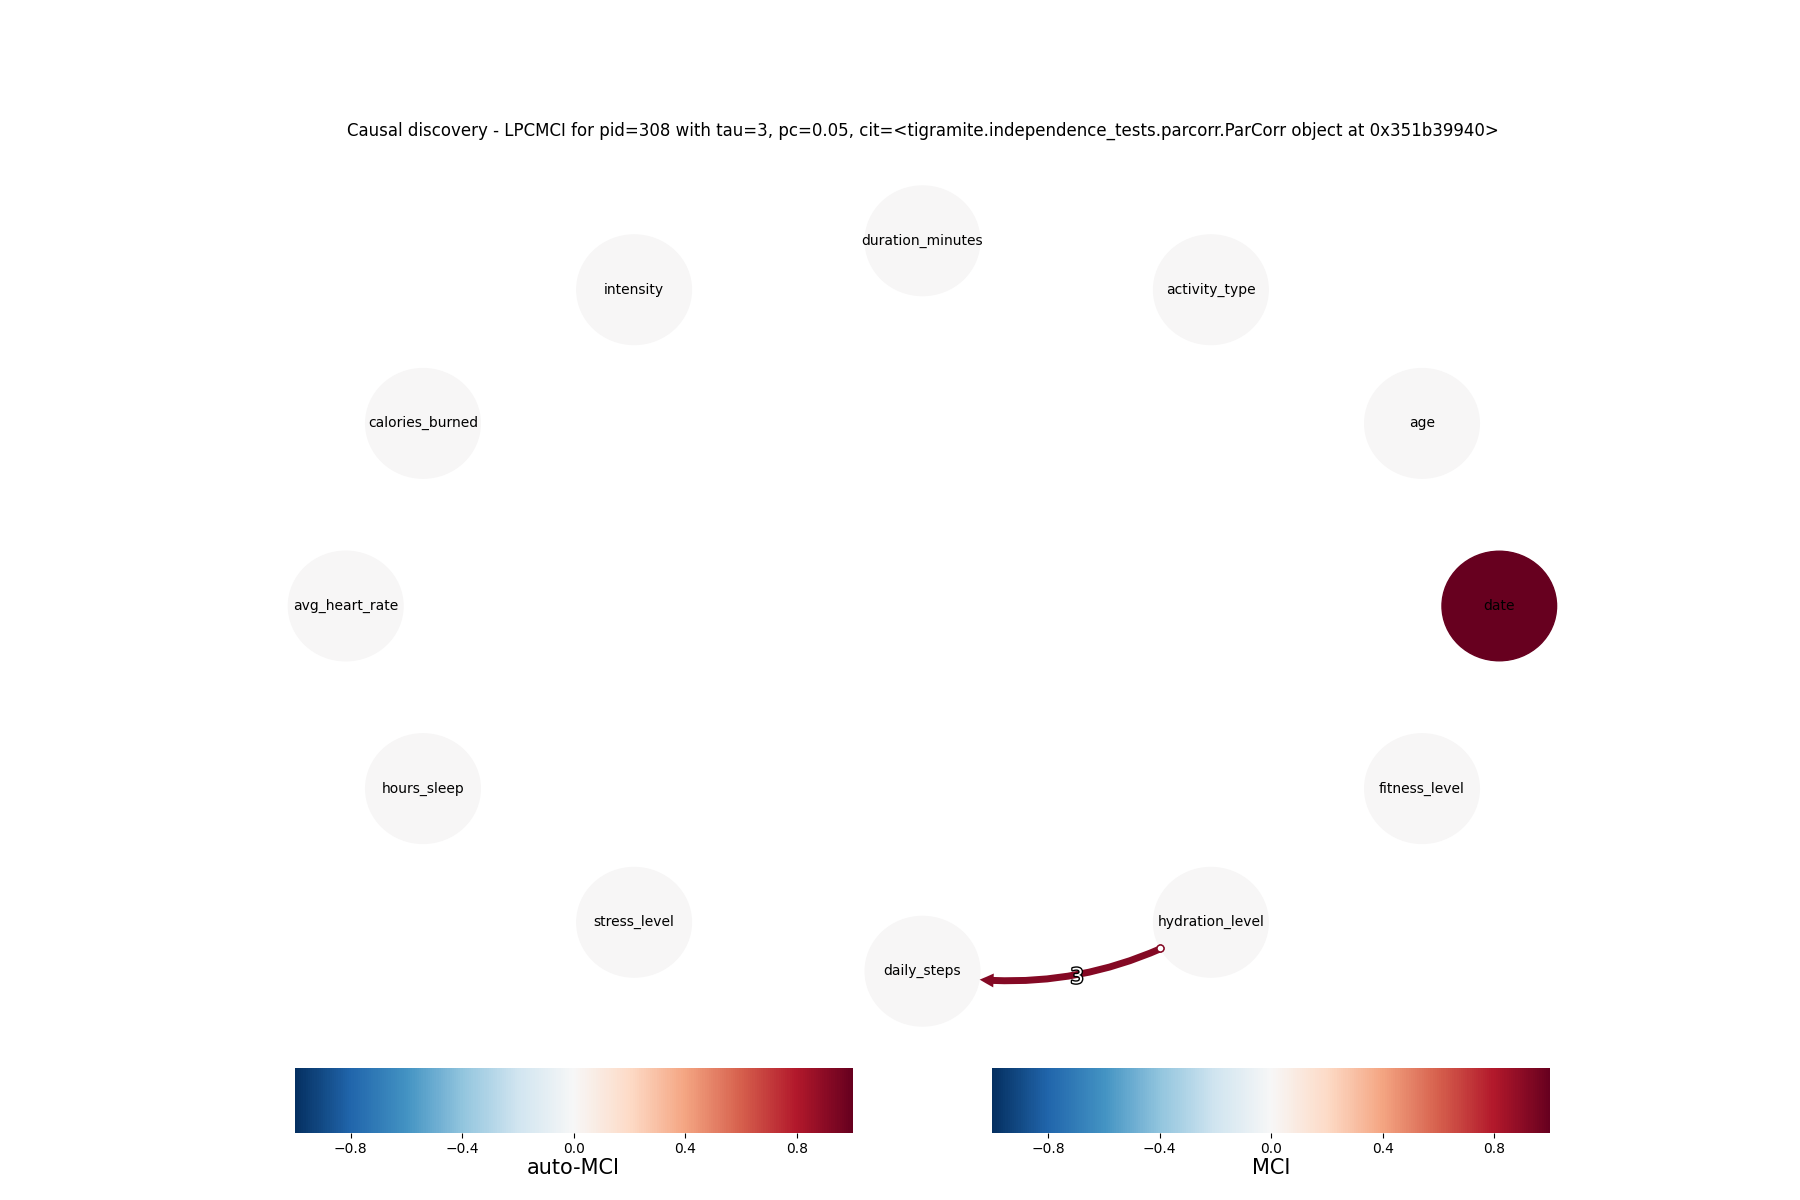 Causal discovery - LPCMCI for pid=308 with tau=3, pc=0.05, cit=<tigramite.independence_tests.parcorr.ParCorr object at 0x351b39940>
duration_minutes
intensity
activity_type
calories_burned
age
avg_heart_rate
date
hours_sleep
fitness_level
stress_level
hydration_level
daily_steps
3
−0.8 −0.4 0.0 0.4 0.8
auto-MCI
−0.8 −0.4 0.0 0.4 0.8
MCI